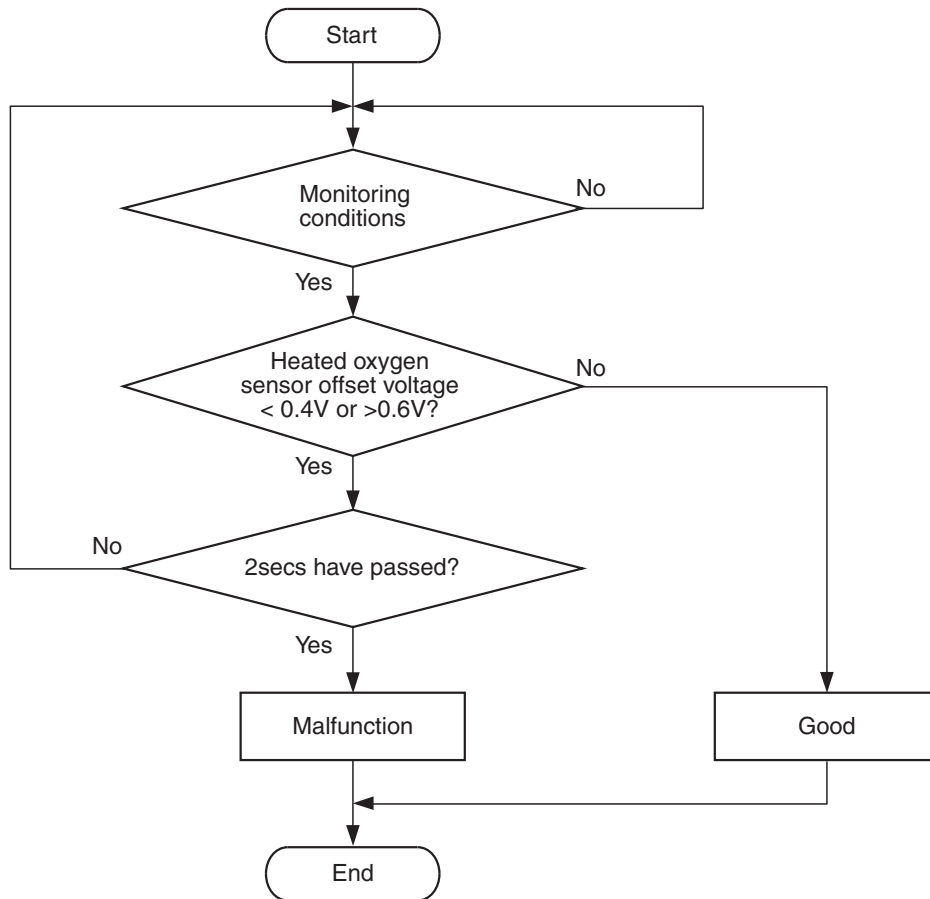 Start
Monitoring
conditions
No
Yes
Heated oxygen
sensor offset voltage
< 0.4V or >0.6V?
No
Yes
No
2secs have passed?
Yes
Malfunction
Good
End